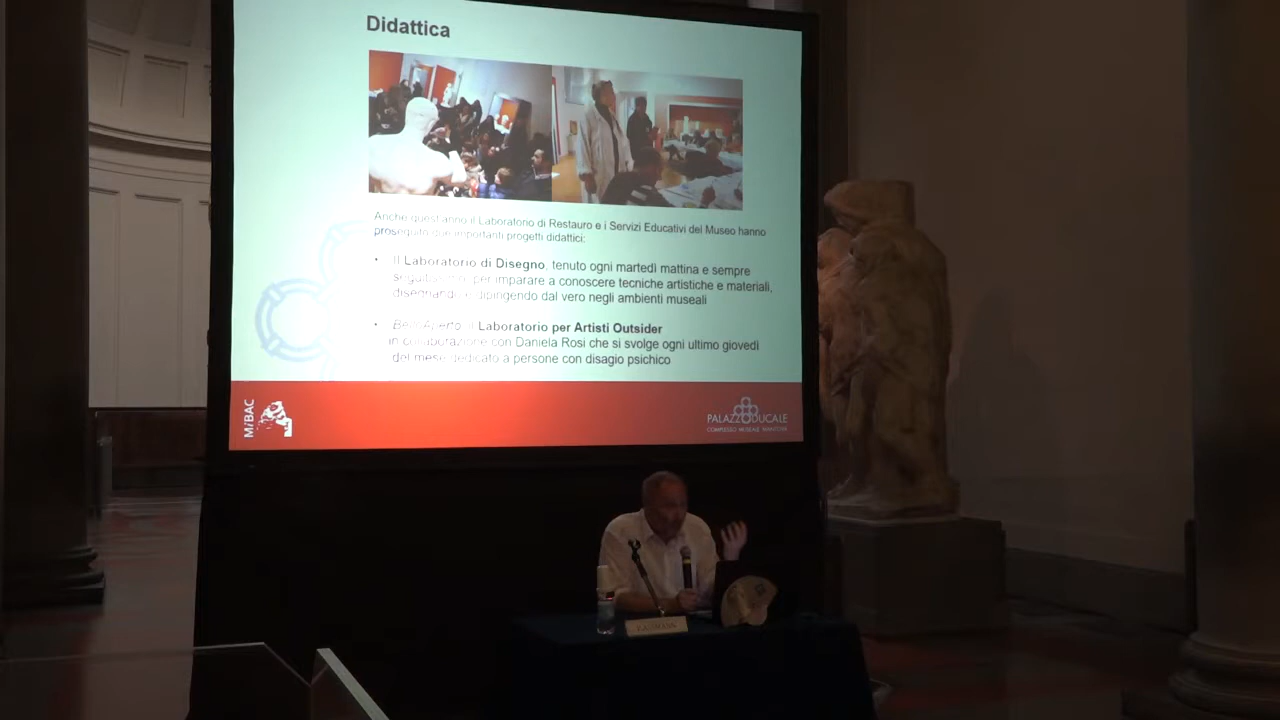 Didattica
Anche quest'anno il Laboratorio di Restauro e i Servizi Educativi del Museo hanno
proseguito due importanti progetti didattici:
• Il Laboratorio di Disegno, tenuto ogni martedì mattina e sempre
per imparare a conoscere tecniche artistiche e materiali,
disegnando e dipingendo dal vero negli ambienti museali
• Laboratorio per Artisti Outsider
in collaborazione con Daniela Rosi che si svolge ogni ultimo giovedì
del mese dedicato a persone con disagio psichico
MiBAC
PALAZZO DUCALE
COMPLESSO MUSEALE MANTOVA